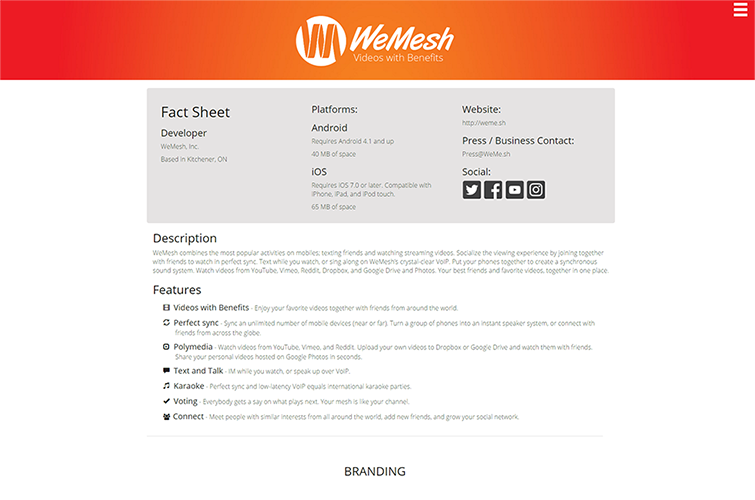 WeMesh
Videos with Benefits
Fact Sheet
Developer
WeMesh, Inc.
Based in Kitchener, ON
Platforms:
Android
Requires Android 4.1 and up
40 MB of space
iOS
Requires iOS 7.0 or later. Compatible with
iPhone, iPad, and iPod touch.
65 MB of space
Website:
http://weme.sh
Press / Business Contact:
Press@WeMe.sh
Social:
Description
WeMesh combines the most popular activities on mobiles; texting friends and watching streaming videos. Socialize the viewing experience by joining together
with friends to watch in perfect sync. Text while you watch, or sing along on WeMesh's crystal-clear VoIP. Put your phones together to create a synchronous
sound system. Watch videos from YouTube, Vimeo, Reddit, Dropbox, and Google Drive and Photos. Your best friends and favorite videos, together in one place.
Features
Videos with Benefits - Enjoy your favorite videos together with friends from around the world.
Perfect sync - Sync an unlimited number of mobile devices (near or far). Turn a group of phones into an instant speaker system, or connect with
friends from across the globe.
Polymedia - Watch videos from YouTube, Vimeo, and Reddit. Upload your own videos to Dropbox or Google Drive and watch them with friends.
Share your personal videos hosted on Google Photos in seconds.
Text and Talk - IM while you watch, or speak up over VoIP.
Karaoke - Perfect sync and low-latency VoIP equals international karaoke parties.
Voting - Everybody gets a say on what plays next. Your mesh is like your channel.
Connect - Meet people with similar interests from all around the world, add new friends, and grow your social network.
BRANDING